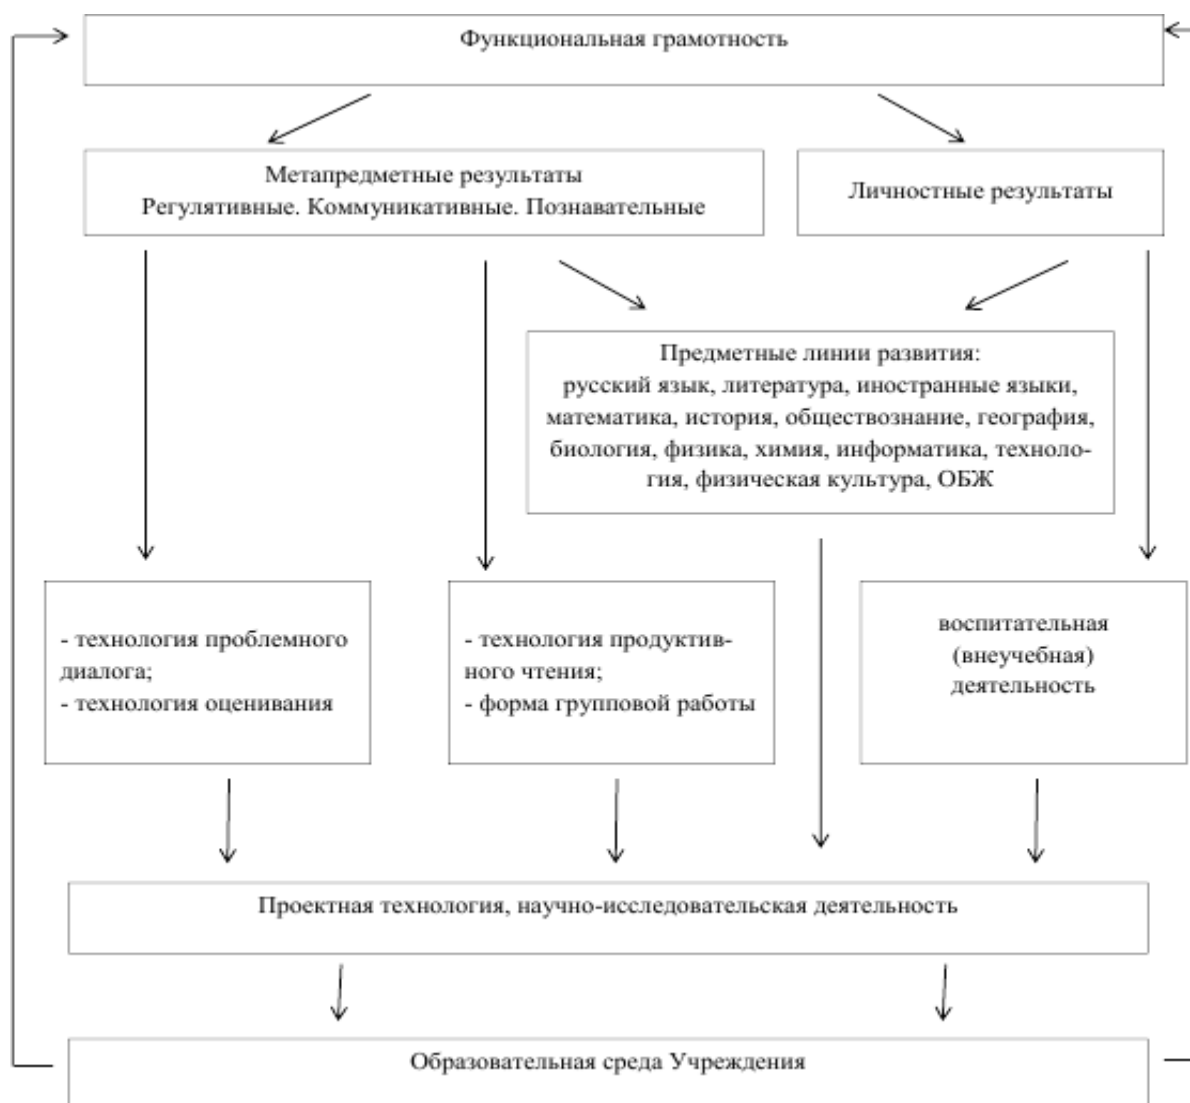 Функциональная грамотность
Метапредметные результаты
Регулятивные. Коммуникативные. Познавательные
Личностные результаты
Предметные линии развития:
русский язык, литература, иностранные языки,
математика, история, обществознание, география,
биология, физика, химия, информатика, техноло-
гия, физическая культура, ОБЖ
- технология проблемного
диалога;
- технология оценивания
- технология продуктив-
ного чтения;
- форма групповой работы
воспитательная
(внеучебная)
деятельность
Проектная технология, научно-исследовательская деятельность
Образовательная среда Учреждения